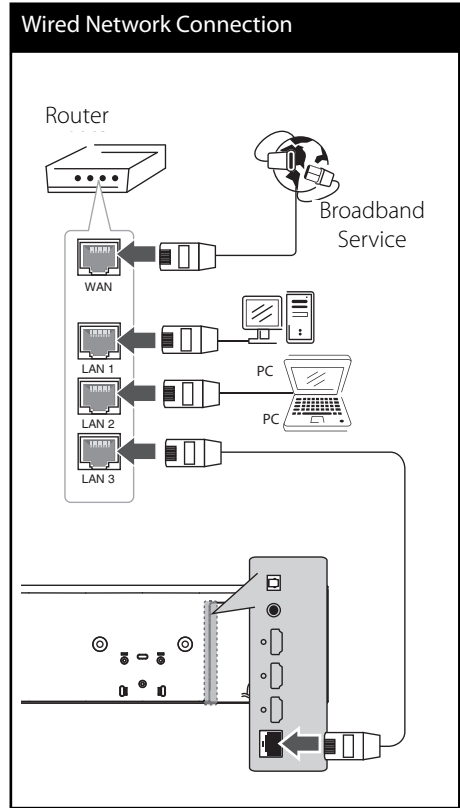 Wired Network Connection
Router
Broadband
Service
WAN
LAN 1
PC
LAN 2
PC
LAN 3